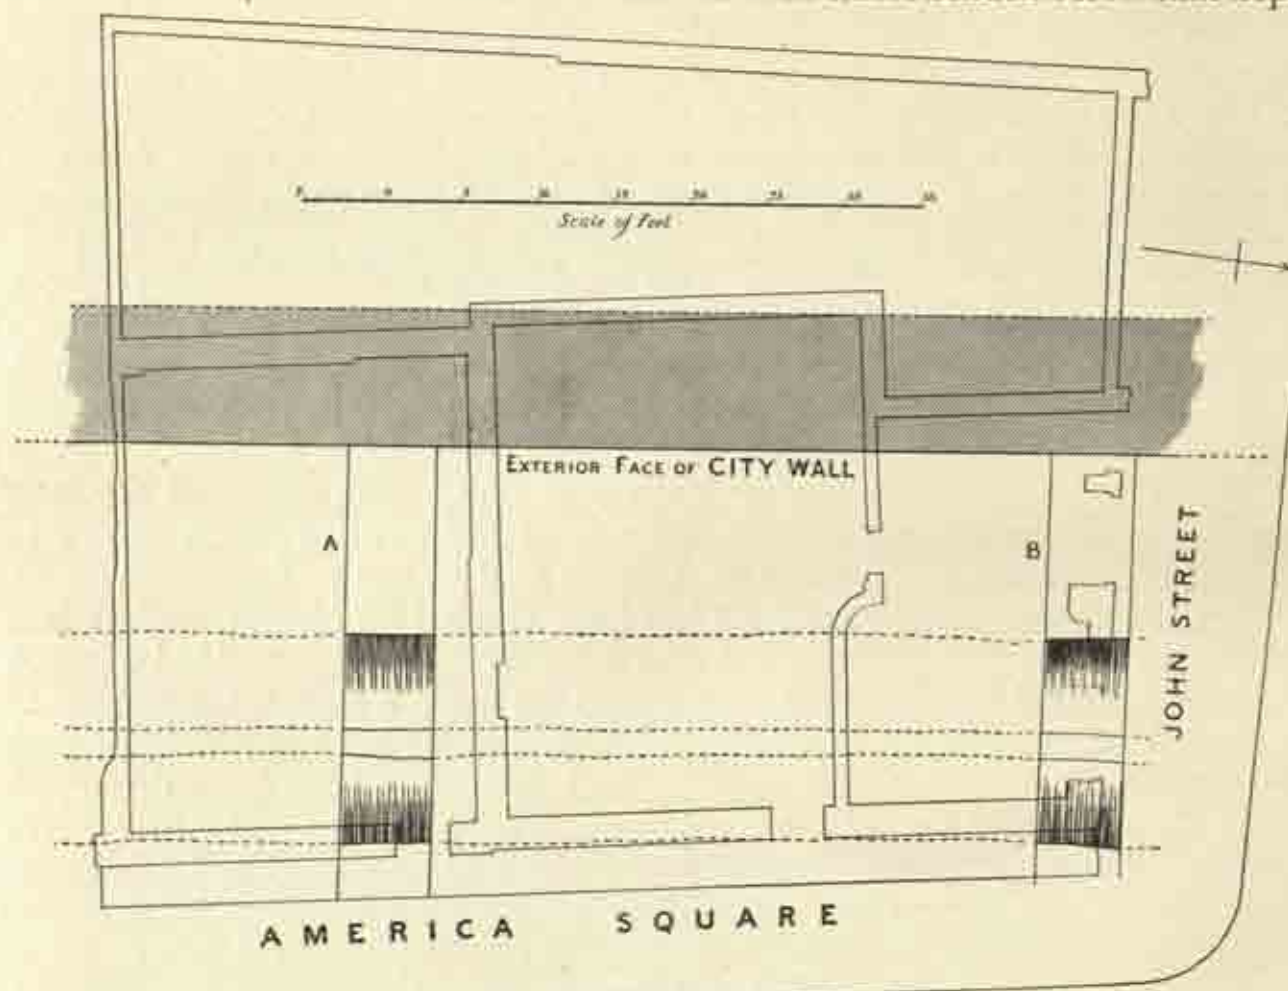 Scale of Feet
EXTERIOR FACE OF CITY WALL
A
B
JOHN STREET
AMERICA SQUARE